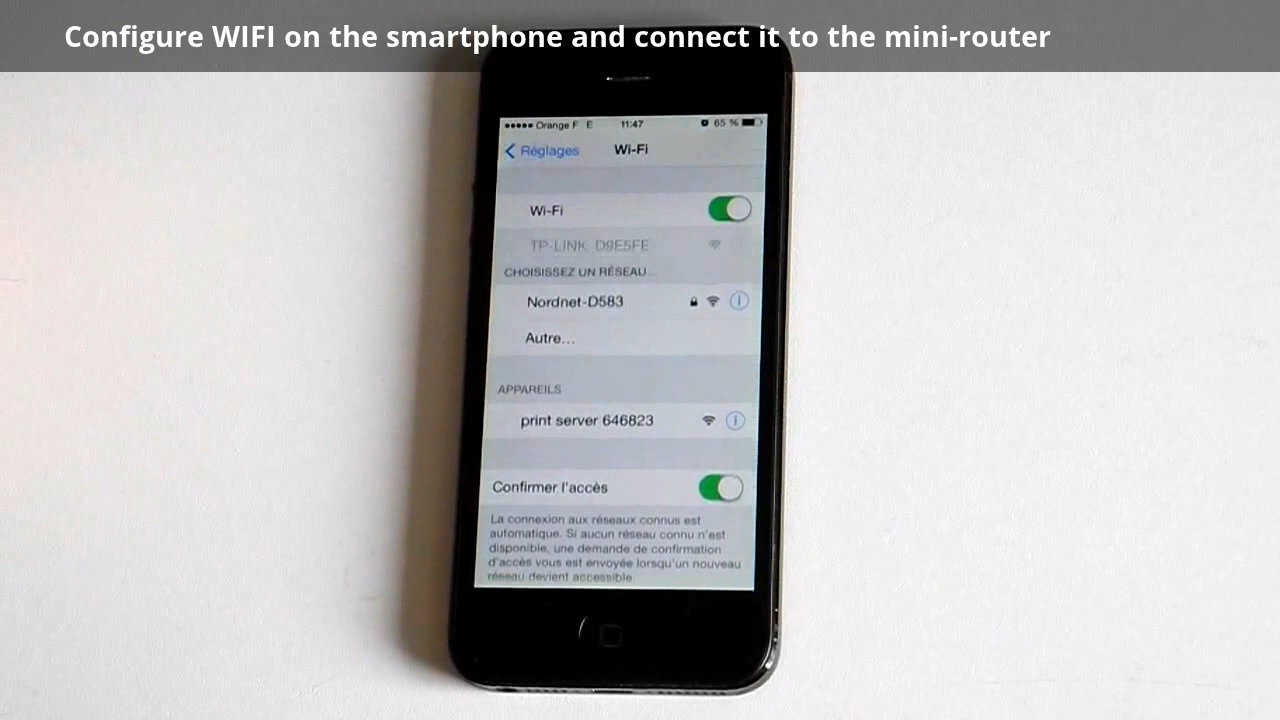 Configure WIFI on the smartphone and connect it to the mini-router
Orange F E 11:47 65 %
Réglages Wi-Fi
Wi-Fi
TP-LINK_D9E5FE
CHOISISSEZ UN RÉSEAU...
Nordnet-D583
Autre...
APPAREILS
print server 646823
Confirmer l'accès
La connexion aux réseaux connus est
automatique. Si aucun réseau connu n'est
disponible, une demande de confirmation
d'accès vous est envoyée lorsqu'un nouveau
réseau devient accessible.